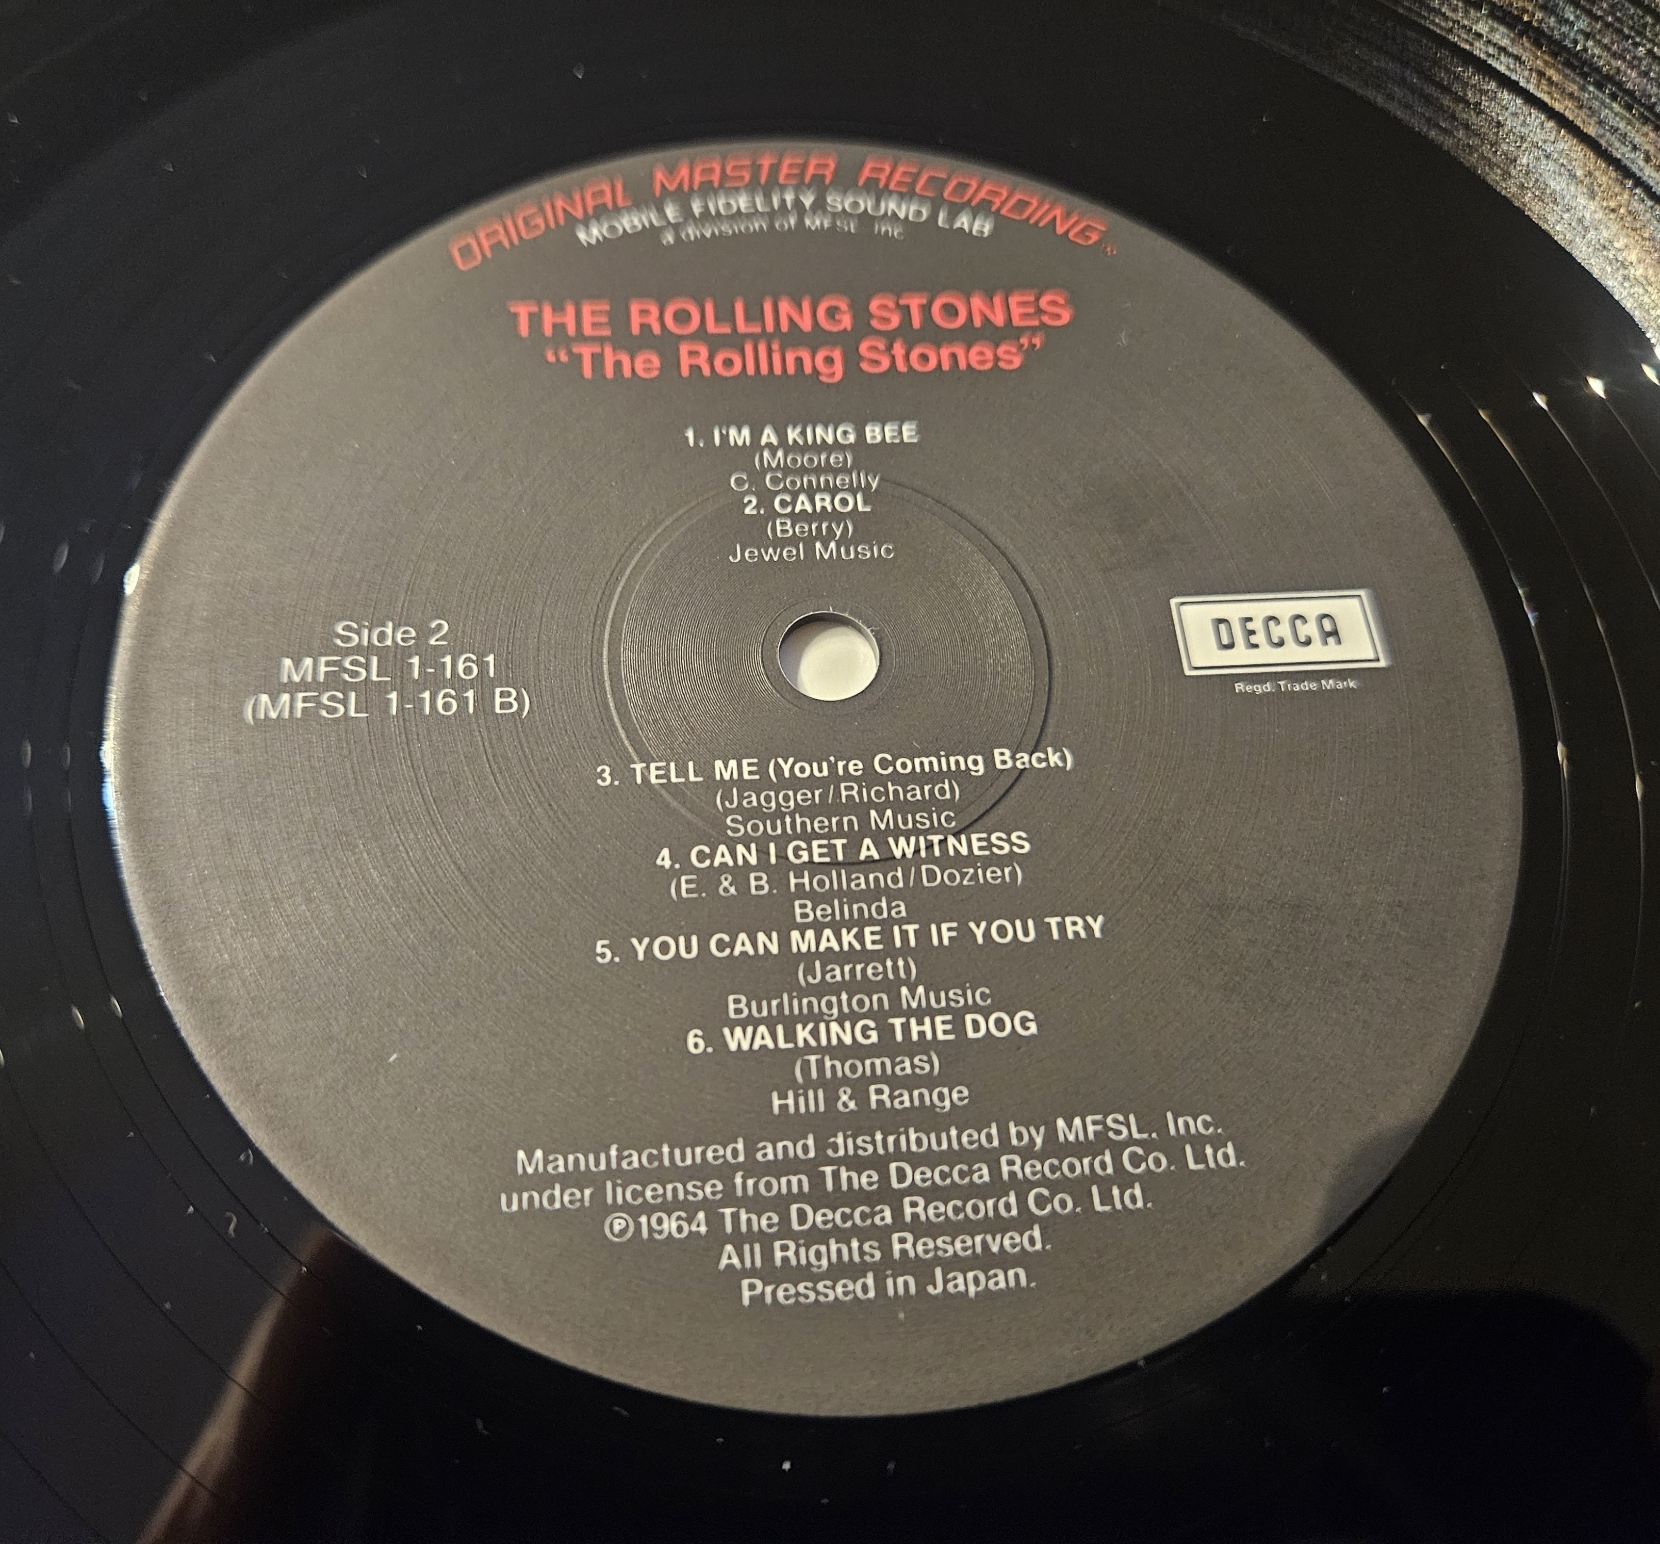 ORIGINAL MASTER RECORDING®
MOBILE FIDELITY SOUND LAB
a division of MFSL Inc
THE ROLLING STONES
“The Rolling Stones”
1. I'M A KING BEE
(Moore)
C. Connelly
2. CAROL
(Berry)
Jewel Music
Side 2
MFSL 1-161
(MFSL 1-161 B)
DECCA
Regd. Trade Mark
3. TELL ME (You're Coming Back)
(Jagger/Richard)
Southern Music
4. CAN I GET A WITNESS
(E. & B. Holland/Dozier)
Belinda
5. YOU CAN MAKE IT IF YOU TRY
(Jarrett)
Burlington Music
6. WALKING THE DOG
(Thomas)
Hill & Range
Manufactured and distributed by MFSL, Inc.
under license from The Decca Record Co. Ltd.
℗1964 The Decca Record Co. Ltd.
All Rights Reserved.
Pressed in Japan.